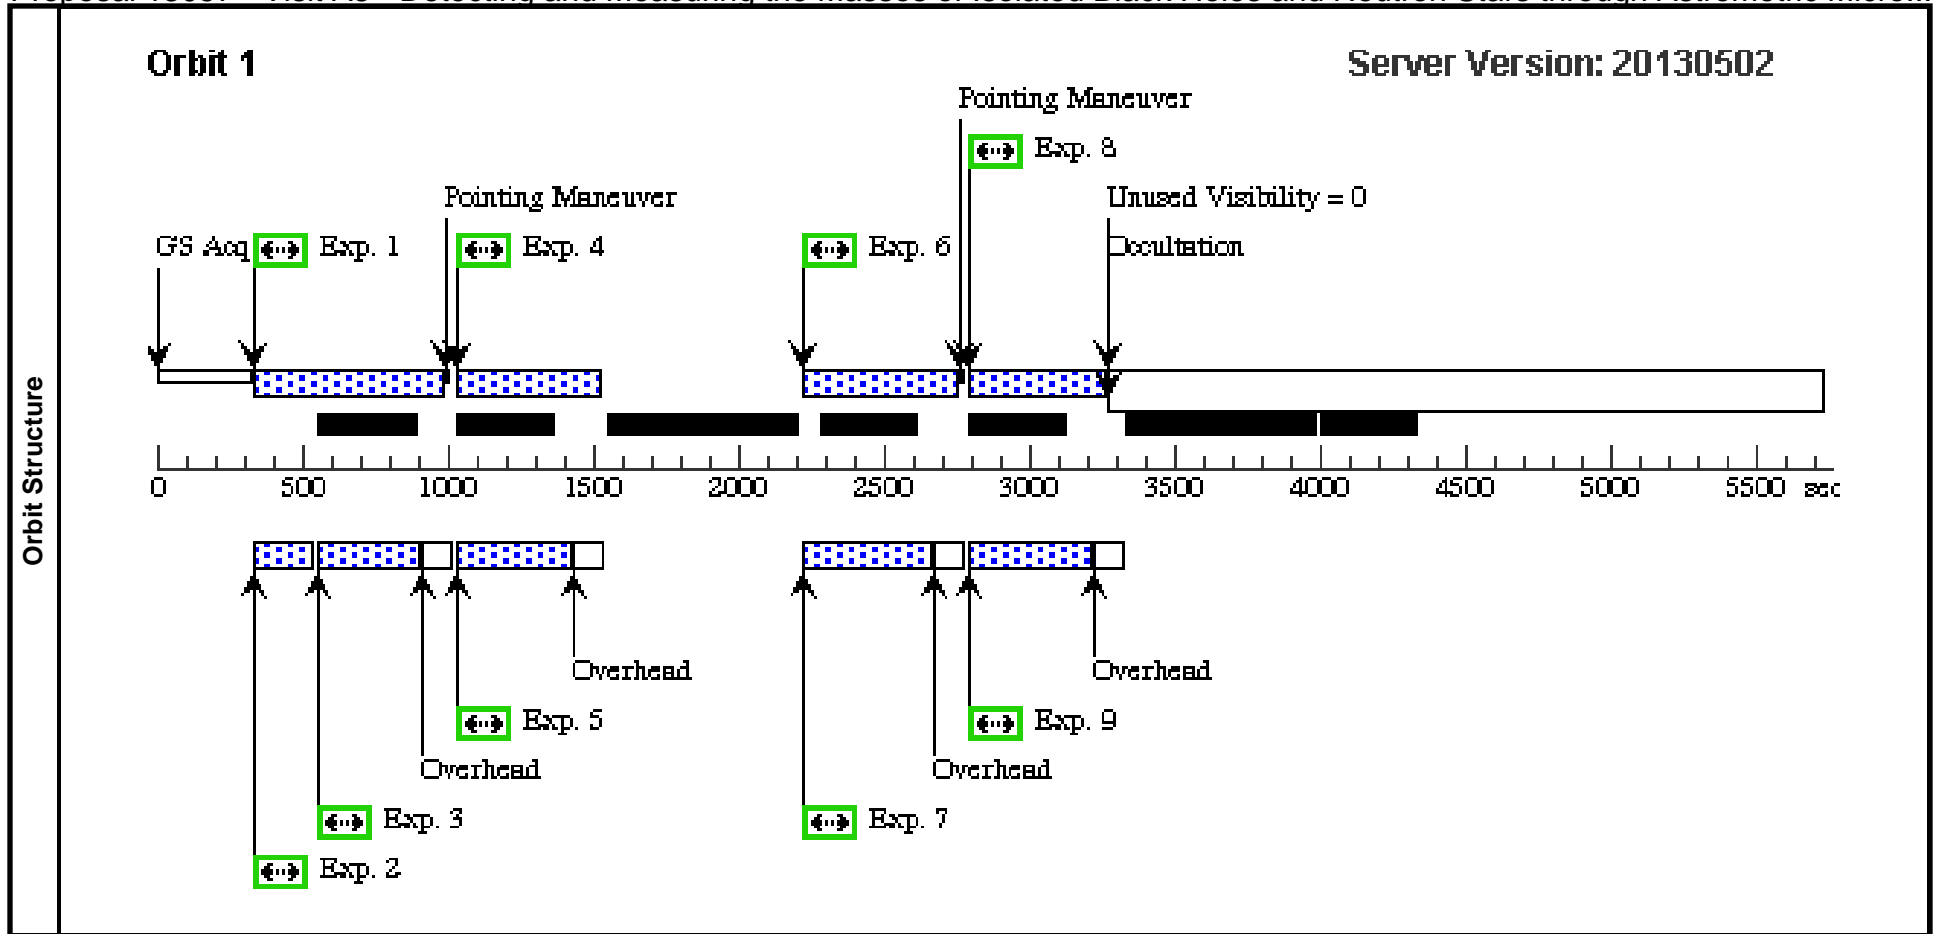 Orbit 1
Server Version: 20130502
Pointing Maneuver
Exp. 8
Pointing Maneuver
Unused Visibility = 0
GS Acq
Exp. 1
Exp. 4
Exp. 6
Occultation
Orbit Structure
0 500 1000 1500 2000 2500 3000 3500 4000 4500 5000 5500 sec
Overhead
Overhead
Exp. 5
Exp. 9
Overhead
Overhead
Exp. 3
Exp. 7
Exp. 2